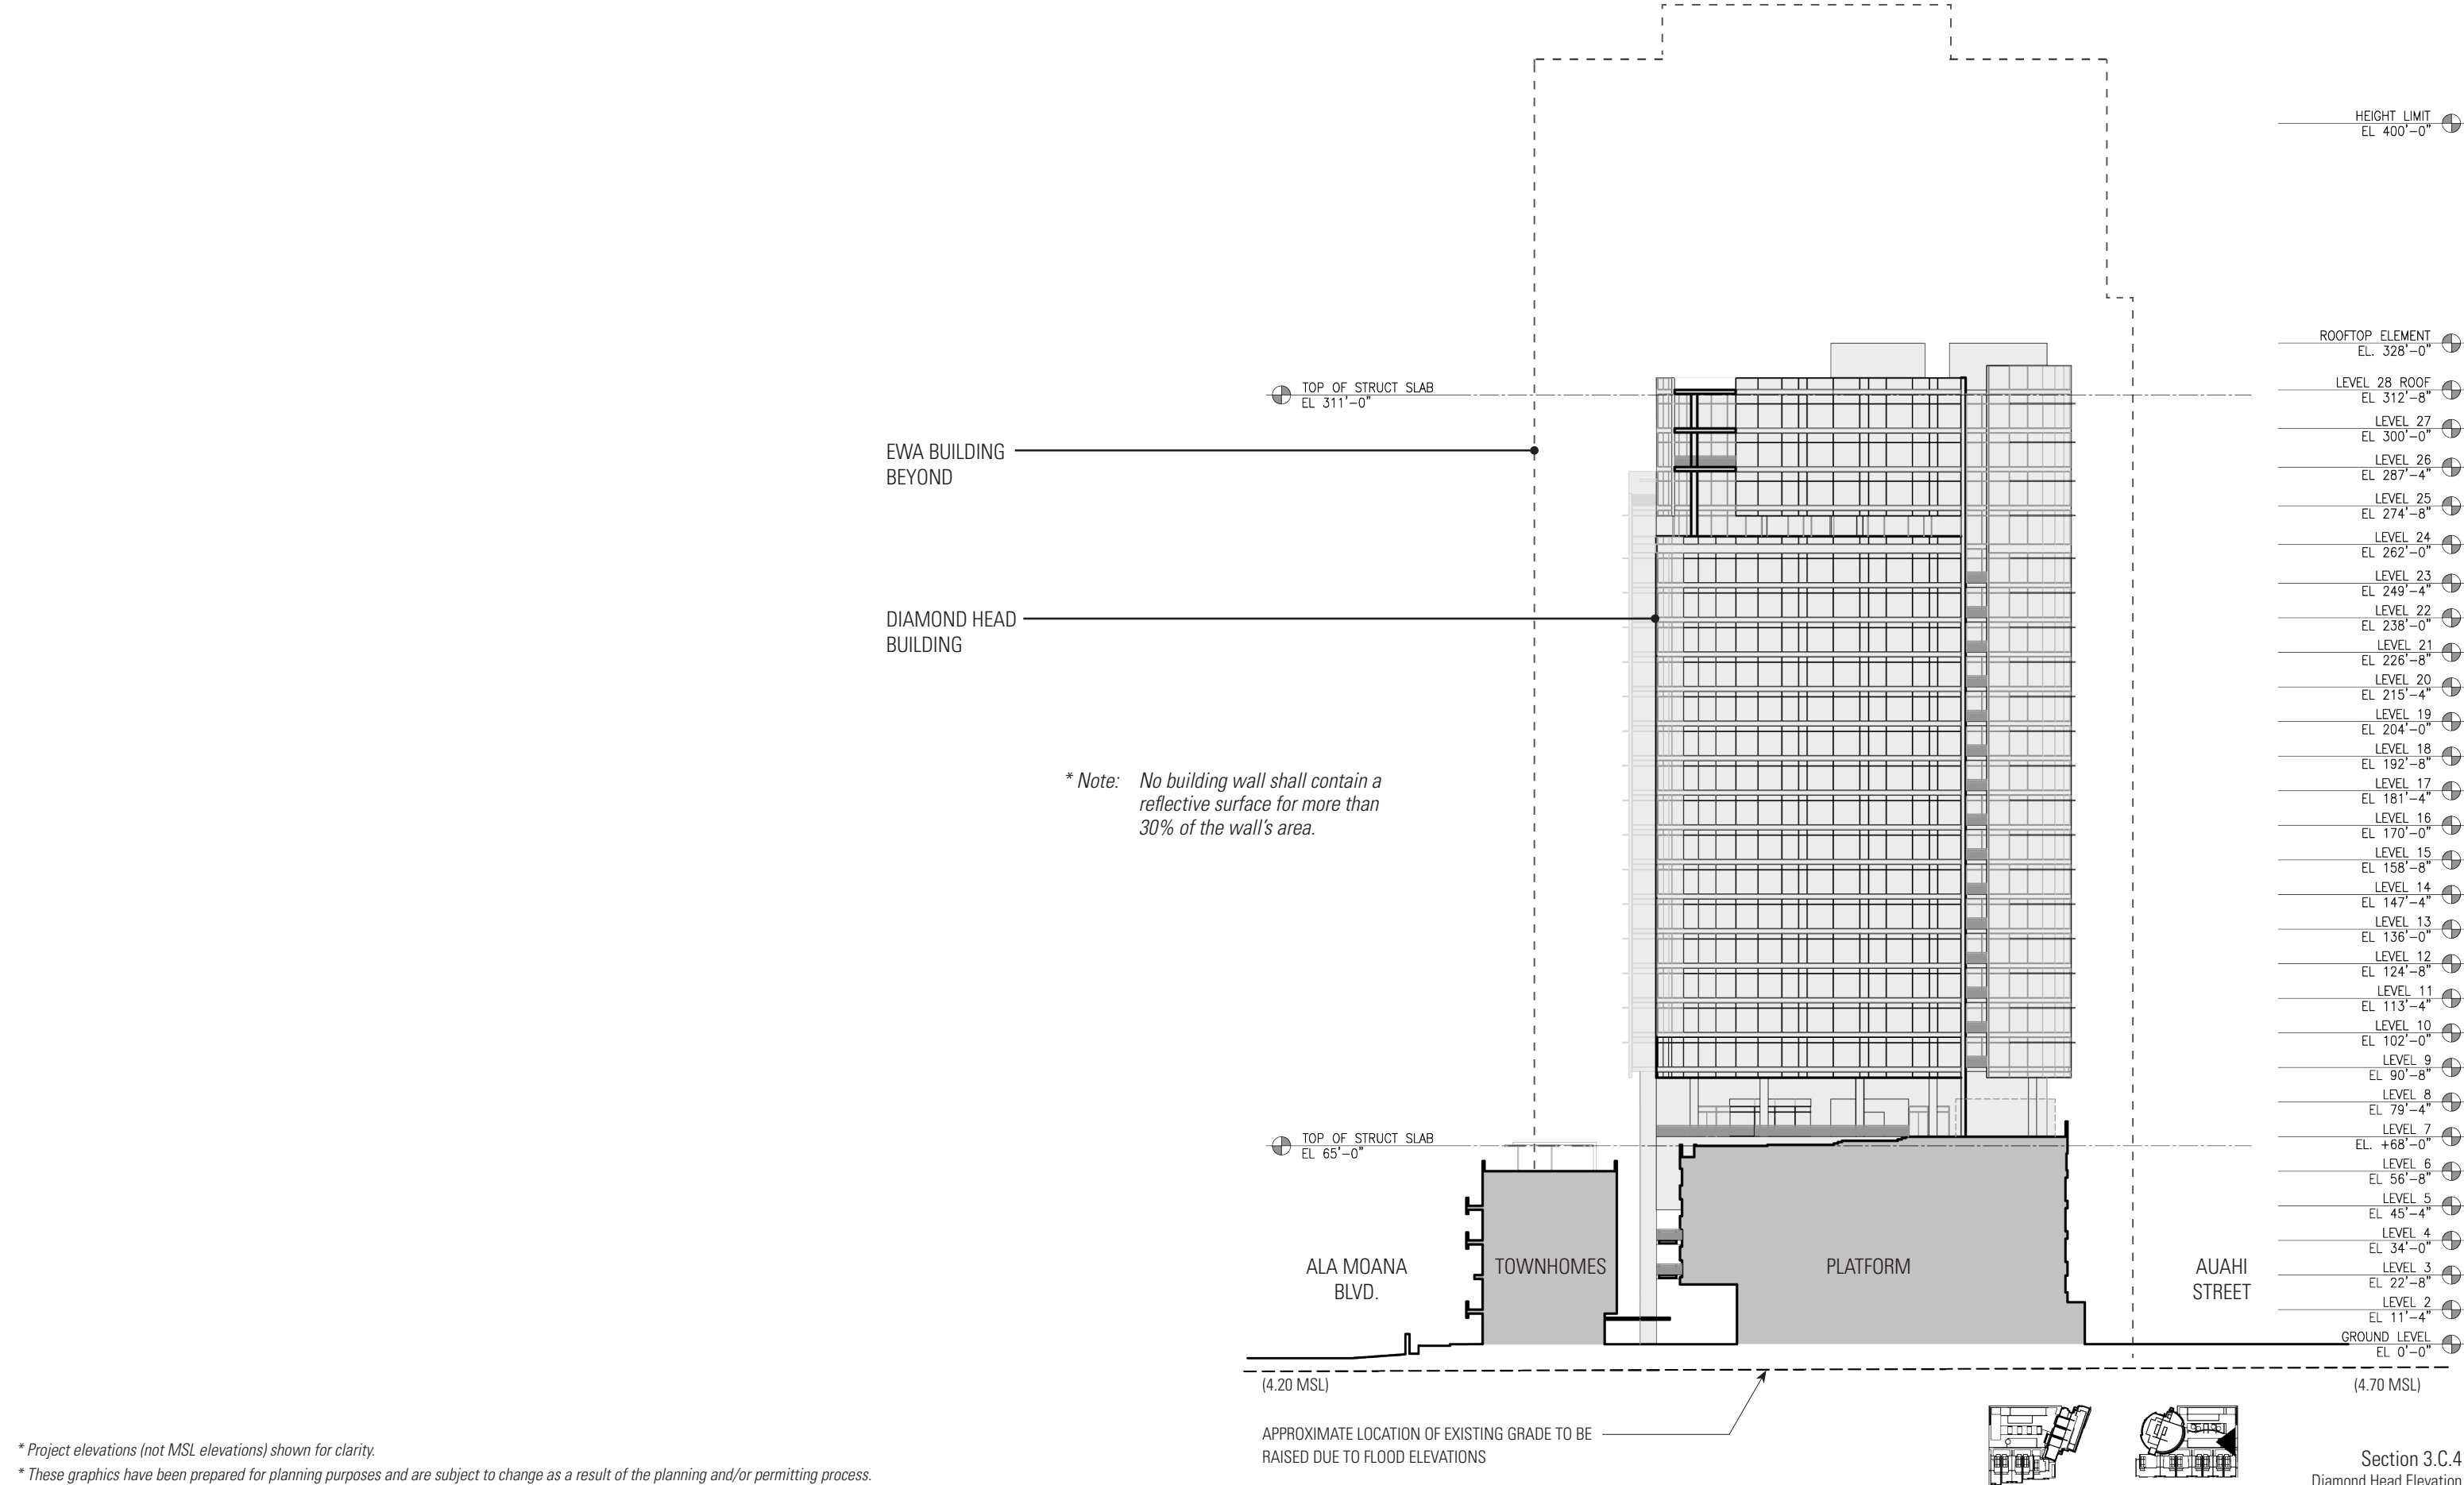 HEIGHT LIMIT
EL 400'-0"
ROOFTOP ELEMENT
EL. 328'-0"
TOP OF STRUCT SLAB
EL 311'-0"
LEVEL 28 ROOF
EL 312'-8"
LEVEL 27
EL 300'-0"
EWA BUILDING
BEYOND
LEVEL 26
EL 287'-4"
LEVEL 25
EL 274'-8"
LEVEL 24
EL 262'-0"
LEVEL 23
EL 249'-4"
DIAMOND HEAD
BUILDING
LEVEL 22
EL 238'-0"
LEVEL 21
EL 226'-8"
LEVEL 20
EL 215'-4"
LEVEL 19
EL 204'-0"
LEVEL 18
EL 192'-8"
* Note: No building wall shall contain a
reflective surface for more than
30% of the wall's area.
LEVEL 17
EL 181'-4"
LEVEL 16
EL 170'-0"
LEVEL 15
EL 158'-8"
LEVEL 14
EL 147'-4"
LEVEL 13
EL 136'-0"
LEVEL 12
EL 124'-8"
LEVEL 11
EL 113'-4"
LEVEL 10
EL 102'-0"
LEVEL 9
EL 90'-8"
LEVEL 8
EL 79'-4"
TOP OF STRUCT SLAB
EL 65'-0"
LEVEL 7
EL. +68'-0"
LEVEL 6
EL 56'-8"
LEVEL 5
EL 45'-4"
LEVEL 4
EL 34'-0"
ALA MOANA
BLVD.
TOWNHOMES
PLATFORM
AUAHI
STREET
LEVEL 3
EL 22'-8"
LEVEL 2
EL 11'-4"
GROUND LEVEL
EL 0'-0"
(4.20 MSL)
(4.70 MSL)
APPROXIMATE LOCATION OF EXISTING GRADE TO BE
RAISED DUE TO FLOOD ELEVATIONS
* Project elevations (not MSL elevations) shown for clarity.
* These graphics have been prepared for planning purposes and are subject to change as a result of the planning and/or permitting process.
Section 3.C.4
Diamond Head Elevation